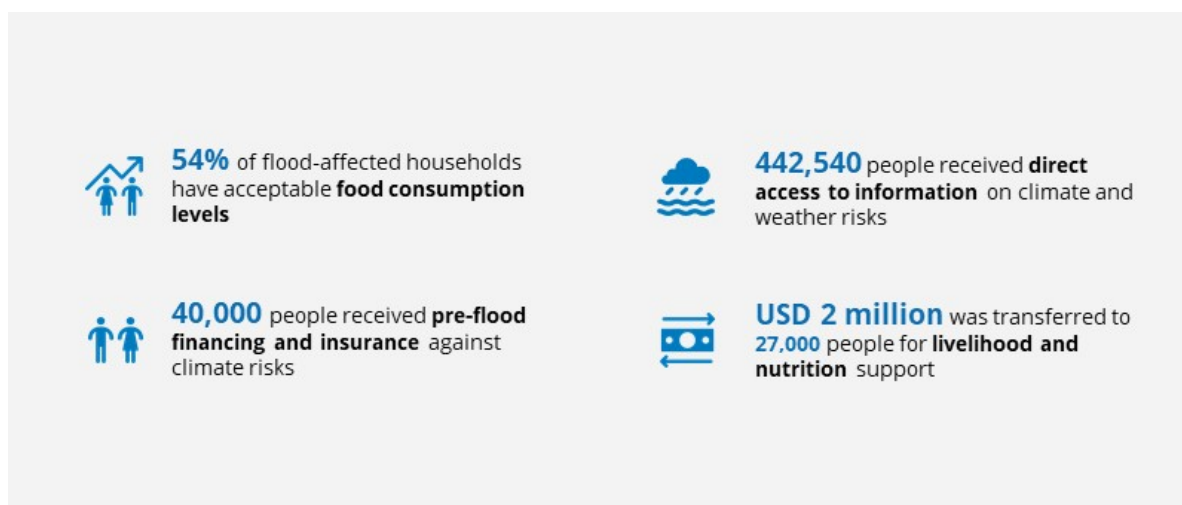 54% of flood-affected households
have acceptable food consumption
levels
442,540 people received direct
access to information on climate and
weather risks
40,000 people received pre-flood
financing and insurance against
climate risks
USD 2 million was transferred to
27,000 people for livelihood and
nutrition support